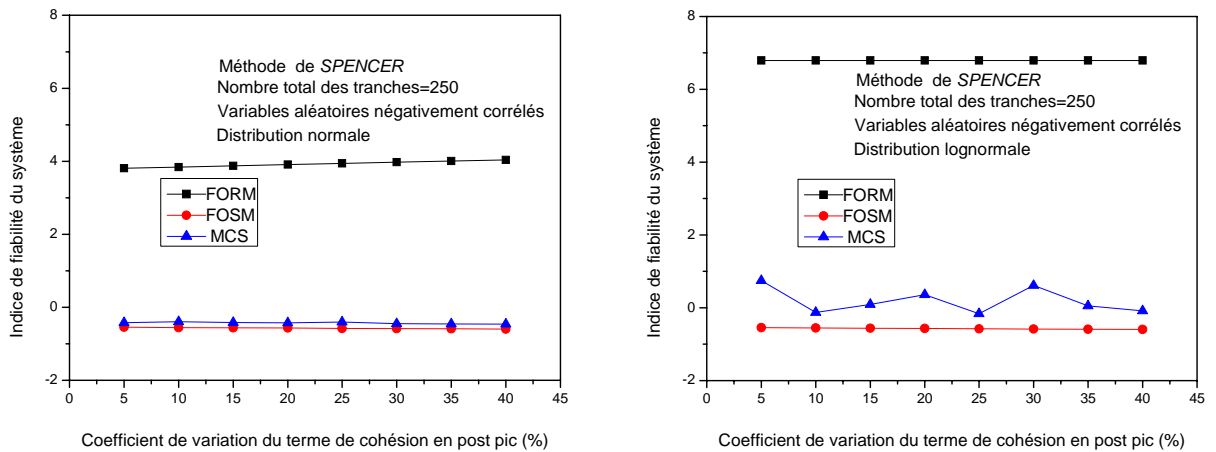 8
6
4
2
0
-2
0
5
10
15
20
25
30
35
40
45
Indice de fiabilité du système
Méthode de SPENCER
Nombre total des tranches=250
Variables aléatoires négativement corrélés
Distribution normale
FORM
FOSM
MCS
Coefficient de variation du terme de cohésion en post pic (%)
8
6
4
2
0
-2
0
5
10
15
20
25
30
35
40
45
Indice de fiabilité du système
Méthode de SPENCER
Nombre total des tranches=250
Variables aléatoires négativement corrélés
Distribution lognormale
FORM
FOSM
MCS
Coefficient de variation du terme de cohésion en post pic (%)